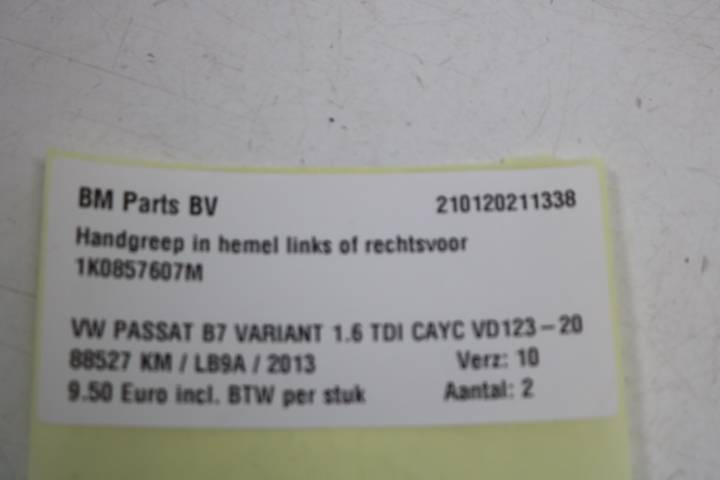 BM Parts BV 210120211338
Handgreep in hemel links of rechtsvoor
1K0857607M
VW PASSAT B7 VARIANT 1.6 TDI CAYC VD123-20
88527 KM / LB9A / 2013 Verz: 10
9.50 Euro incl. BTW per stuk Aantal: 2